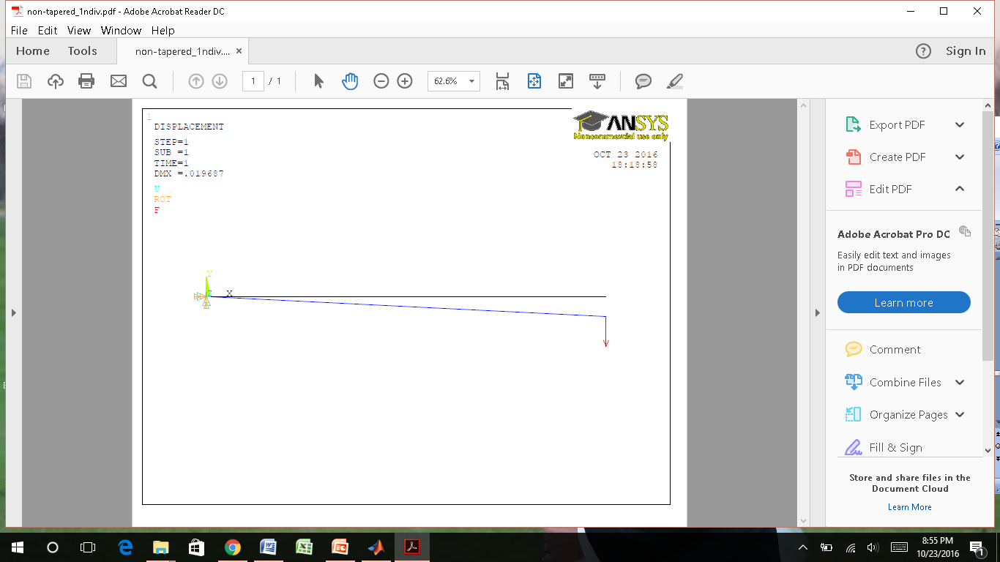 non-tapered_1ndiv.pdf - Adobe Acrobat Reader DC
File Edit View Window Help
Home Tools non-tapered_1ndiv.... × Sign In
1 / 1 62.6%
1
DISPLACEMENT
STEP=1
SUB =1
TIME=1
DMX =.019687
U
ROT
F
ANSYS
Noncommercial use only
OCT 23 2016
18:18:58
Y
Z X
Export PDF
Create PDF
Edit PDF
Adobe Acrobat Pro DC
Easily edit text and images
in PDF documents
Learn more
Comment
Combine Files
Organize Pages
Fill & Sign
Store and share files in the
Document Cloud
Learn More
8:55 PM
10/23/2016
1